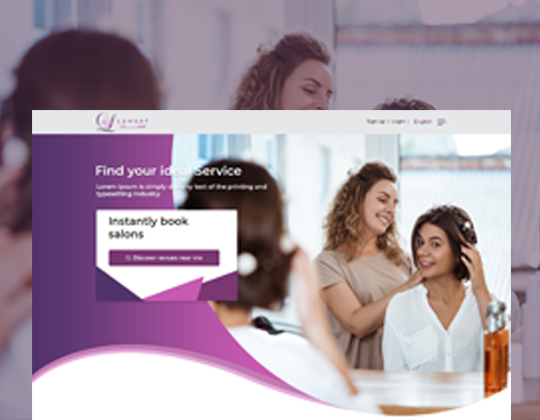 LAMSAT
Sign up | Login |
English
Find your ideal Service
Lorem Ipsum is simply dummy text of the printing and
typesetting industry.
Instantly book
salons
Discover venues near me